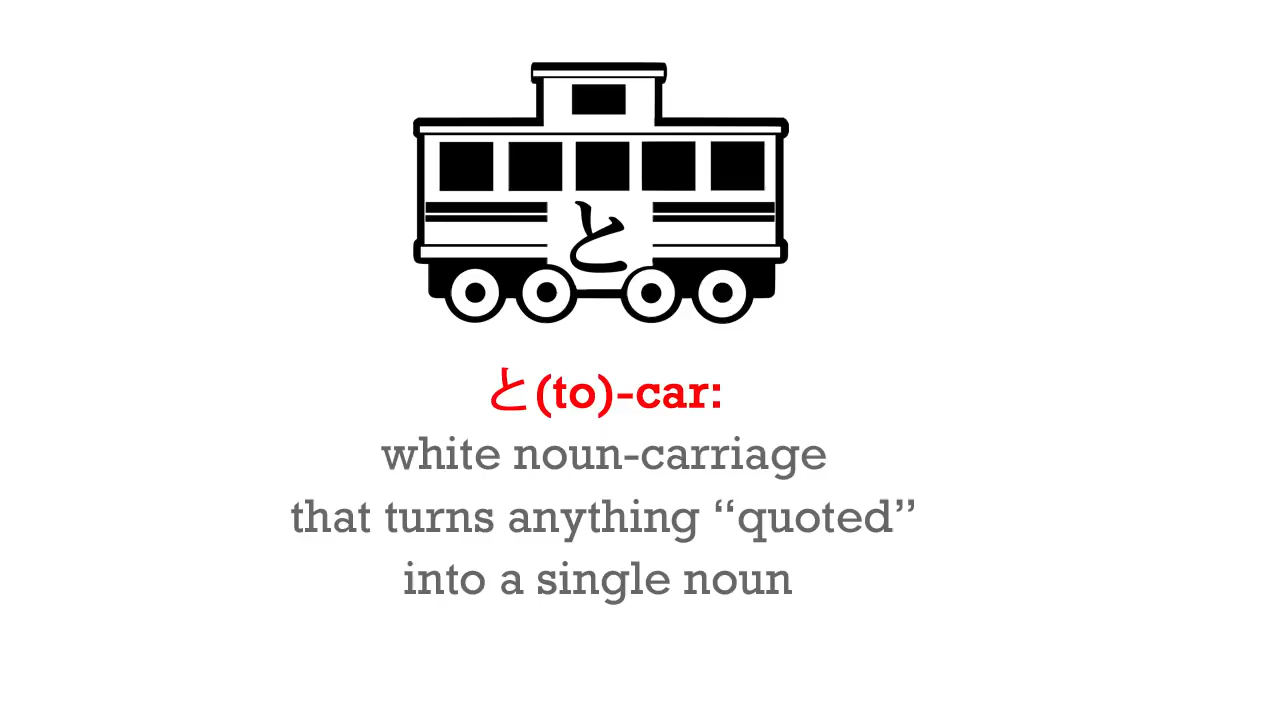 と
と(to)-car:
white noun-carriage
that turns anything “quoted”
into a single noun